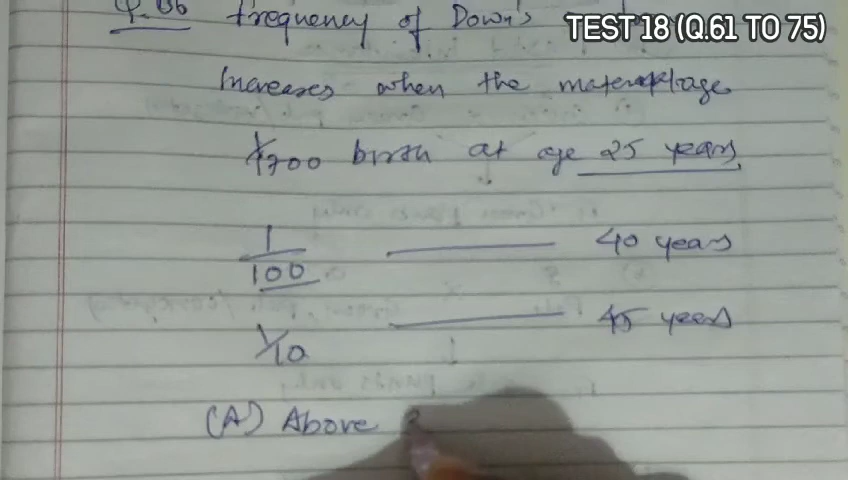 frequency of Down's
TEST 18 (Q.61 TO 75)
Increases when the maternal age
1/700 birth at age 25 years
1/100 —— 40 years
1/10 —— 45 years
(A) Above